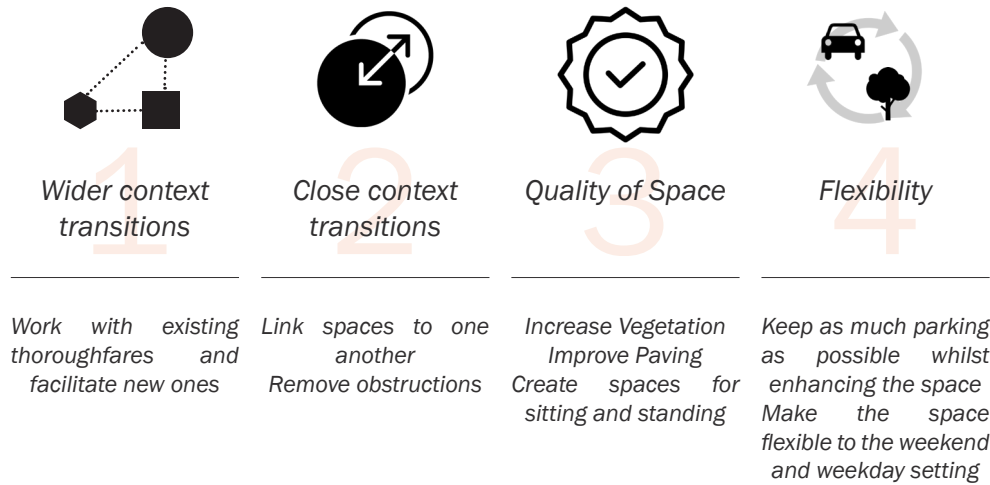 1
Wider context
transitions
Work with existing
thoroughfares and
facilitate new ones
2
Close context
transitions
Link spaces to one
another
Remove obstructions
3
Quality of Space
Increase Vegetation
Improve Paving
Create spaces for
sitting and standing
4
Flexibility
Keep as much parking
as possible whilst
enhancing the space
Make the space
flexible to the weekend
and weekday setting